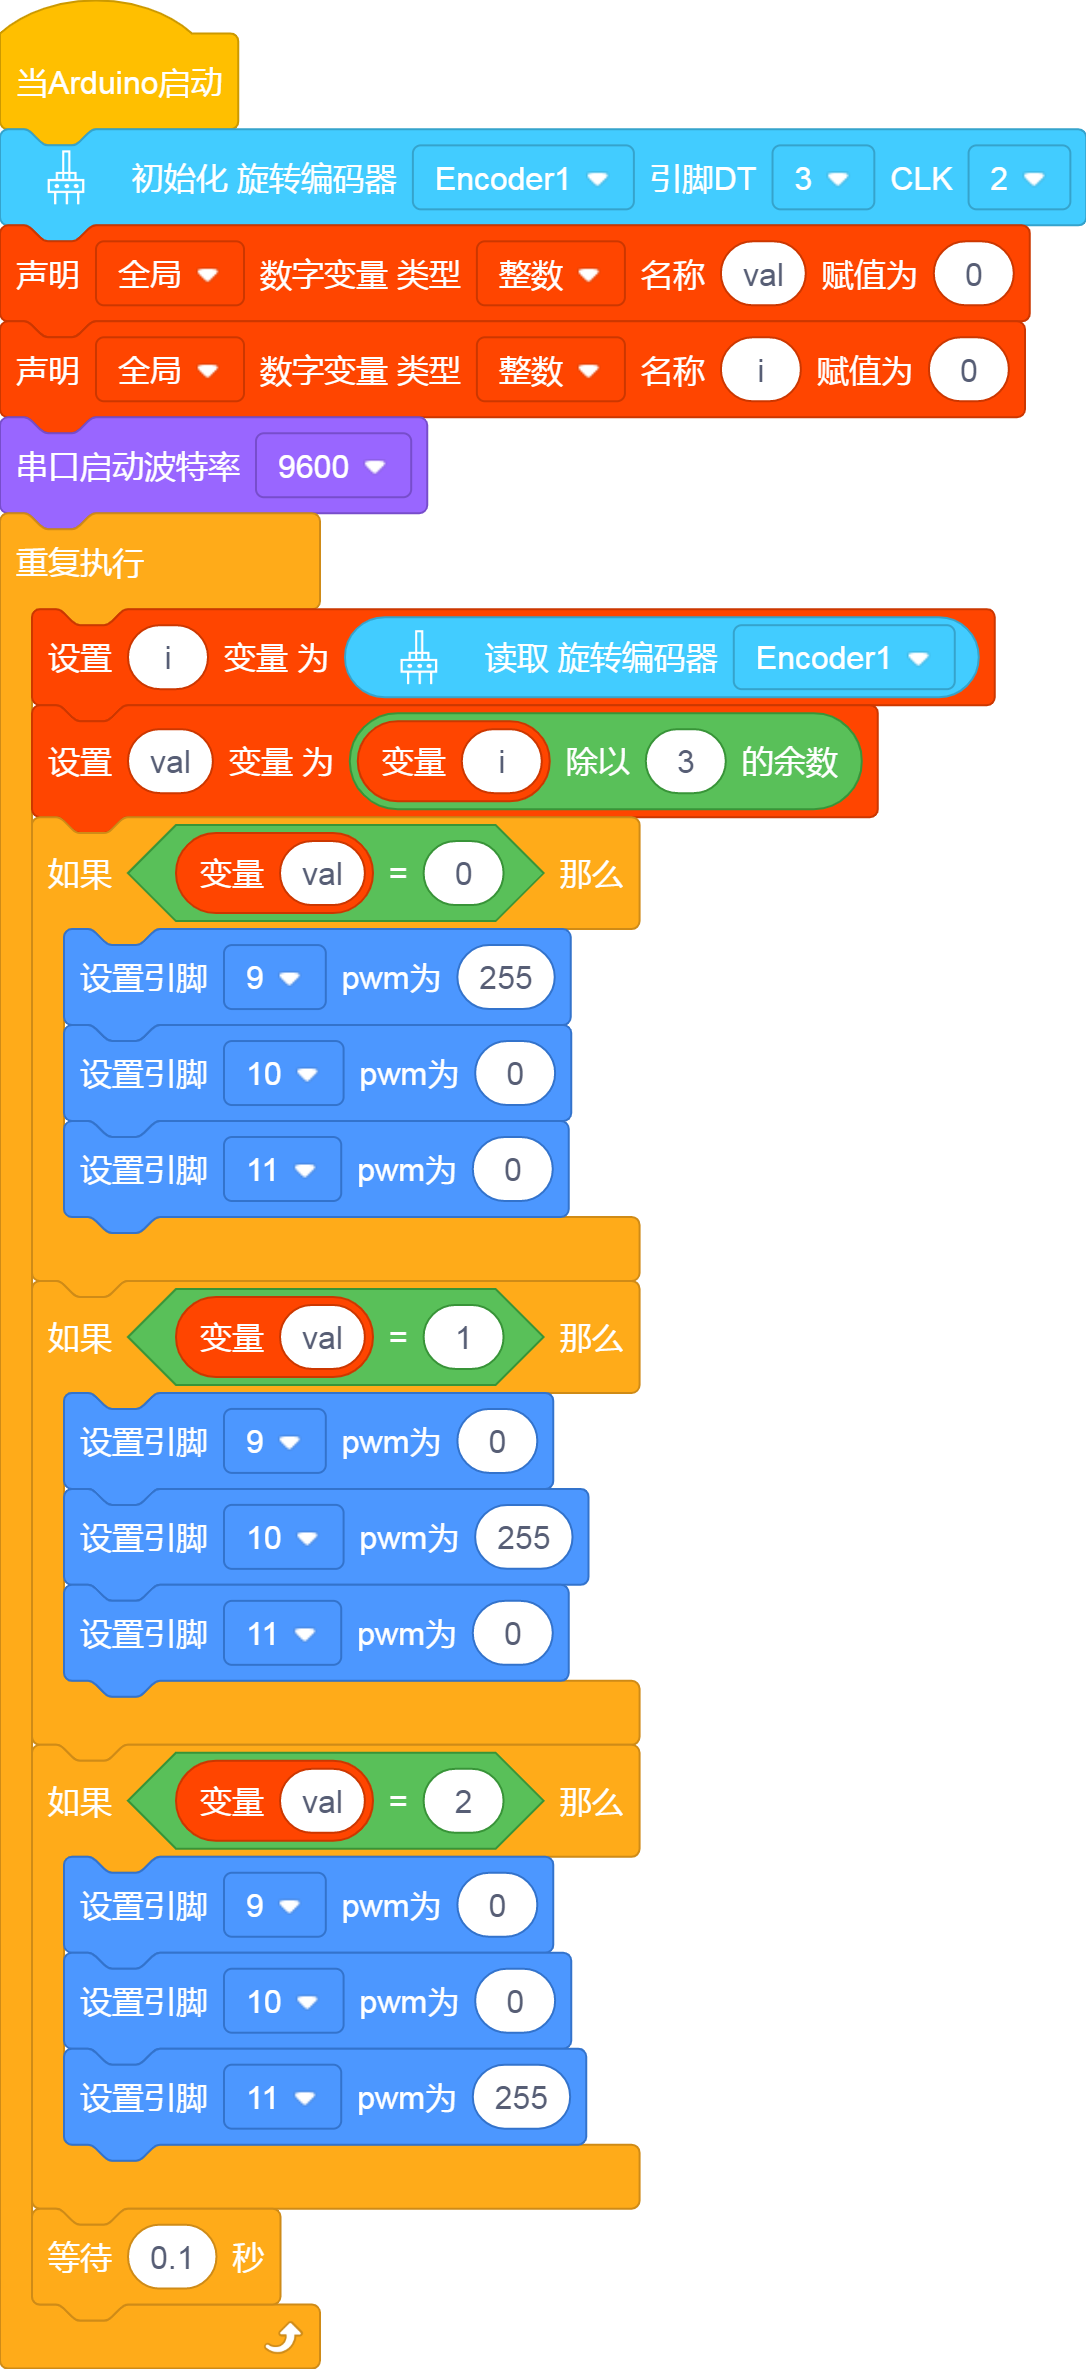 当Arduino启动
初始化 旋转编码器 Encoder1 引脚DT 3 CLK 2
声明 全局 数字变量 类型 整数 名称 val 赋值为 0
声明 全局 数字变量 类型 整数 名称 i 赋值为 0
串口启动波特率 9600
重复执行
设置 i 变量 为 读取 旋转编码器 Encoder1
设置 val 变量 为 变量 i 除以 3 的余数
如果 变量 val = 0 那么
设置引脚 9 pwm为 255
设置引脚 10 pwm为 0
设置引脚 11 pwm为 0
如果 变量 val = 1 那么
设置引脚 9 pwm为 0
设置引脚 10 pwm为 255
设置引脚 11 pwm为 0
如果 变量 val = 2 那么
设置引脚 9 pwm为 0
设置引脚 10 pwm为 0
设置引脚 11 pwm为 255
等待 0.1 秒